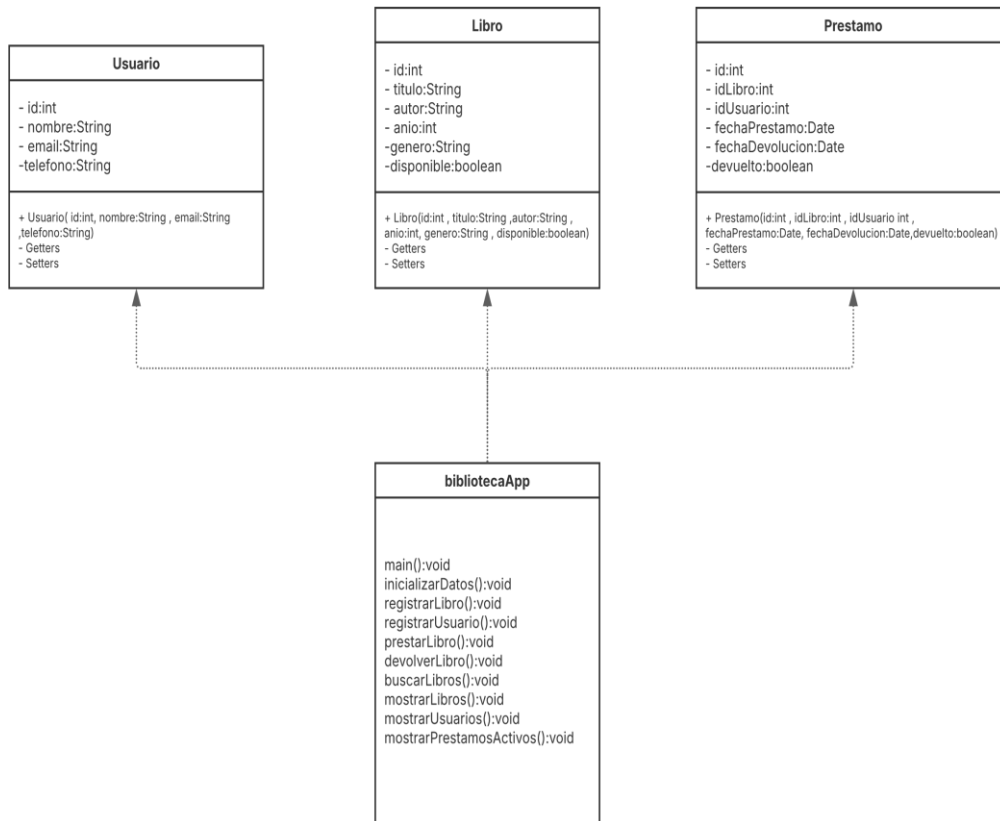 Usuario
- id:int
- nombre:String
- email:String
-telefono:String
+ Usuario( id:int, nombre:String , email:String
,telefono:String)
- Getters
- Setters
Libro
- id:int
- titulo:String
- autor:String
- anio:int
-genero:String
-disponible:boolean
+ Libro(id:int , titulo:String ,autor:String ,
anio:int, genero:String , disponible:boolean)
- Getters
- Setters
Prestamo
- id:int
- idLibro:int
- idUsuario:int
- fechaPrestamo:Date
- fechaDevolucion:Date
-devuelto:boolean
+ Prestamo(id:int , idLibro:int , idUsuario int ,
fechaPrestamo:Date, fechaDevolucion:Date,devuelto:boolean)
- Getters
- Setters
bibliotecaApp
main():void
inicializarDatos():void
registrarLibro():void
registrarUsuario():void
prestarLibro():void
devolverLibro():void
buscarLibros():void
mostrarLibros():void
mostrarUsuarios():void
mostrarPrestamosActivos():void